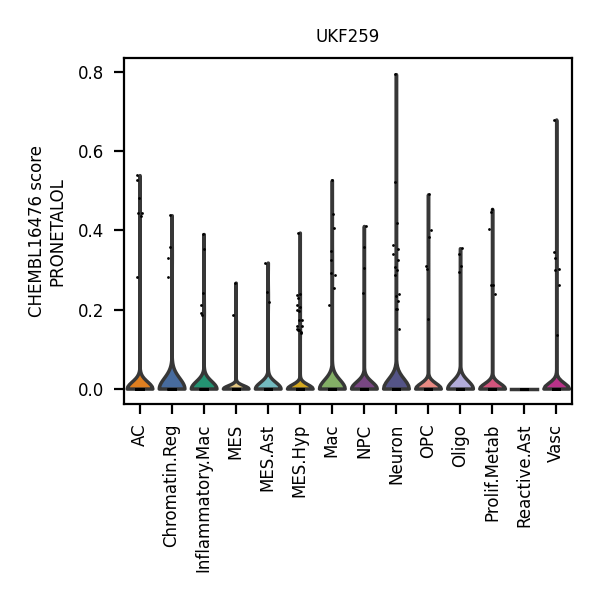 UKF259
CHEMBL16476 score
PRONETALOL
0.8
0.6
0.4
0.2
0.0
AC
Chromatin.Reg
Inflammatory.Mac
MES
MES.Ast
MES.Hyp
Mac
NPC
Neuron
OPC
Oligo
Prolif.Metab
Reactive.Ast
Vasc